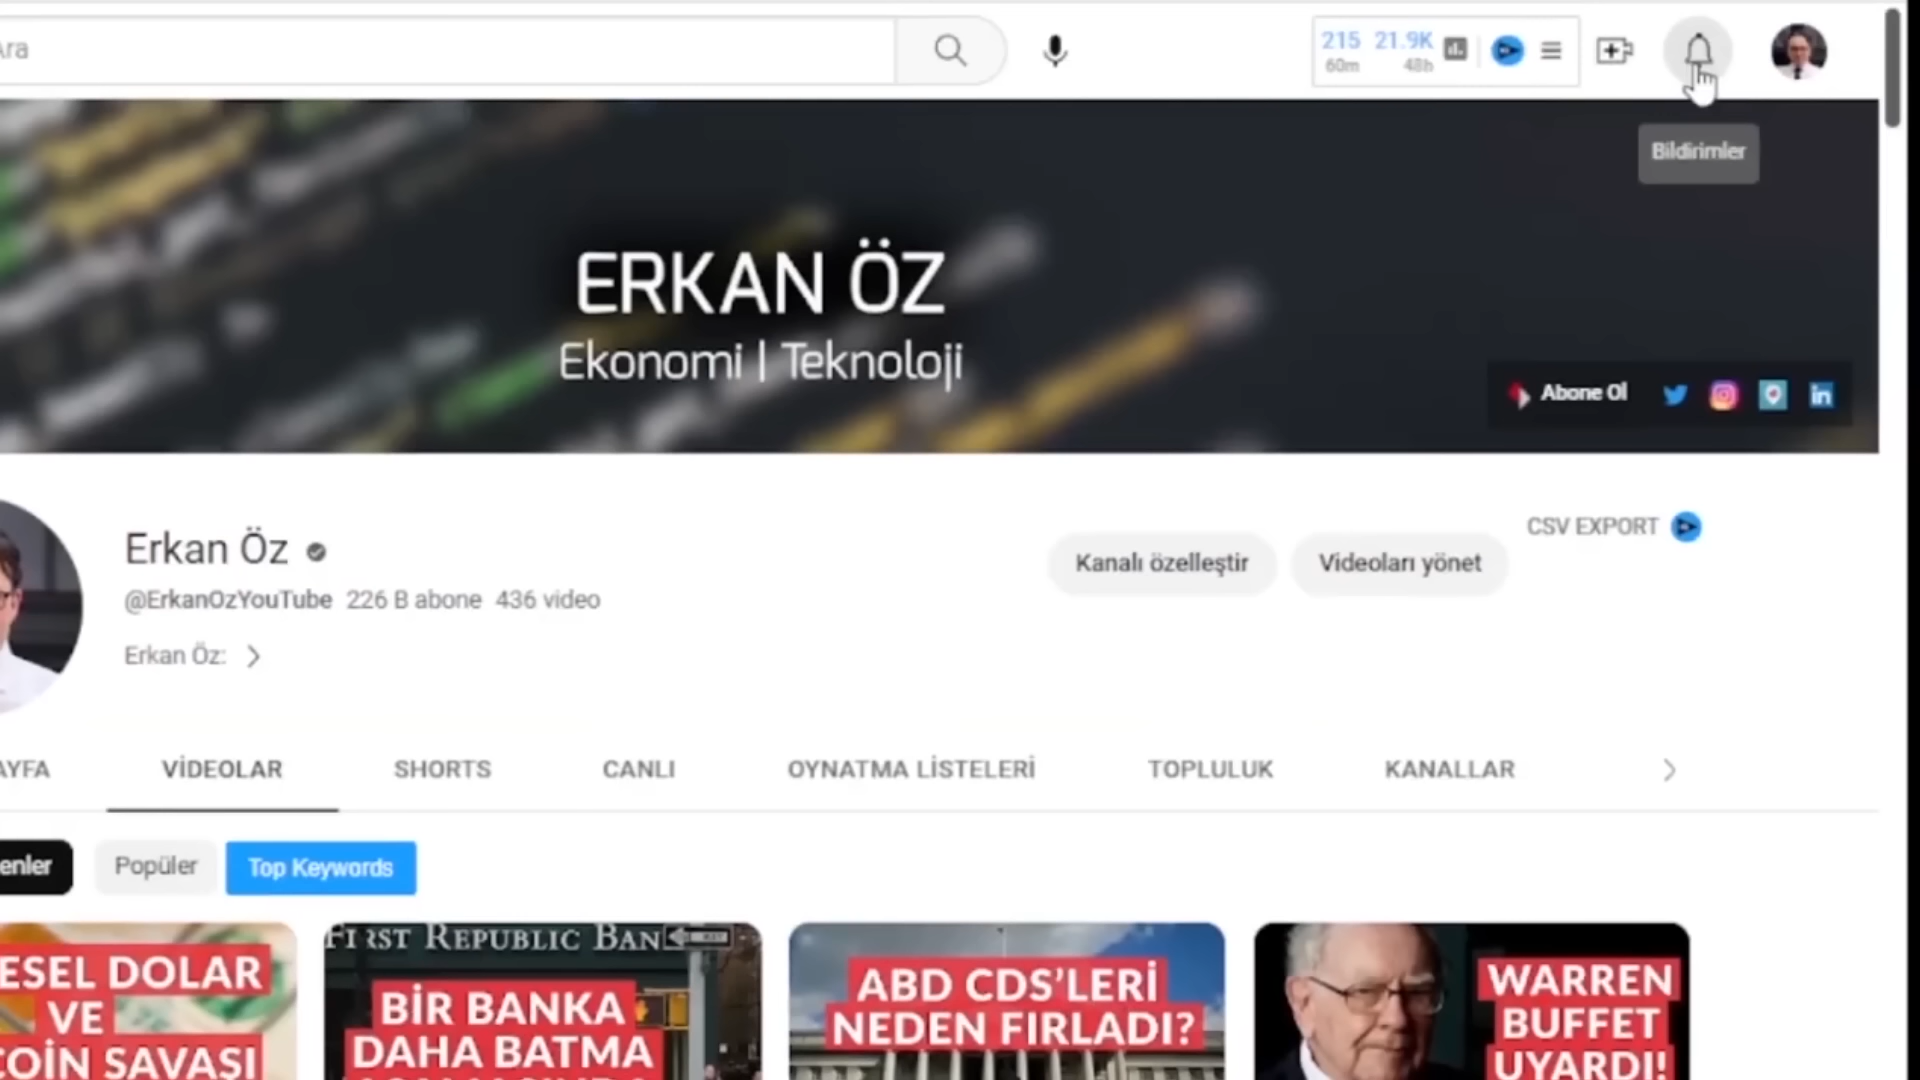 Ara
215 21.9K
60m 48h
Bildirimler
ERKAN ÖZ
Ekonomi | Teknoloji
Abone Ol
in
Erkan Öz
@ErkanOzYouTube 226 B abone 436 video
Erkan Öz:
Kanalı özelleştir
Videoları yönet
CSV EXPORT
AYFA VİDEOLAR SHORTS CANLI OYNATMA LİSTELERİ TOPLULUK KANALLAR
enler Popüler Top Keywords
ESEL DOLAR
VE
COİN SAVAŞI
FIRST REPUBLIC BAN
BİR BANKA
DAHA BATMA
ABD CDS'LERİ
NEDEN FIRLADI?
WARREN
BUFFET
UYARDI!